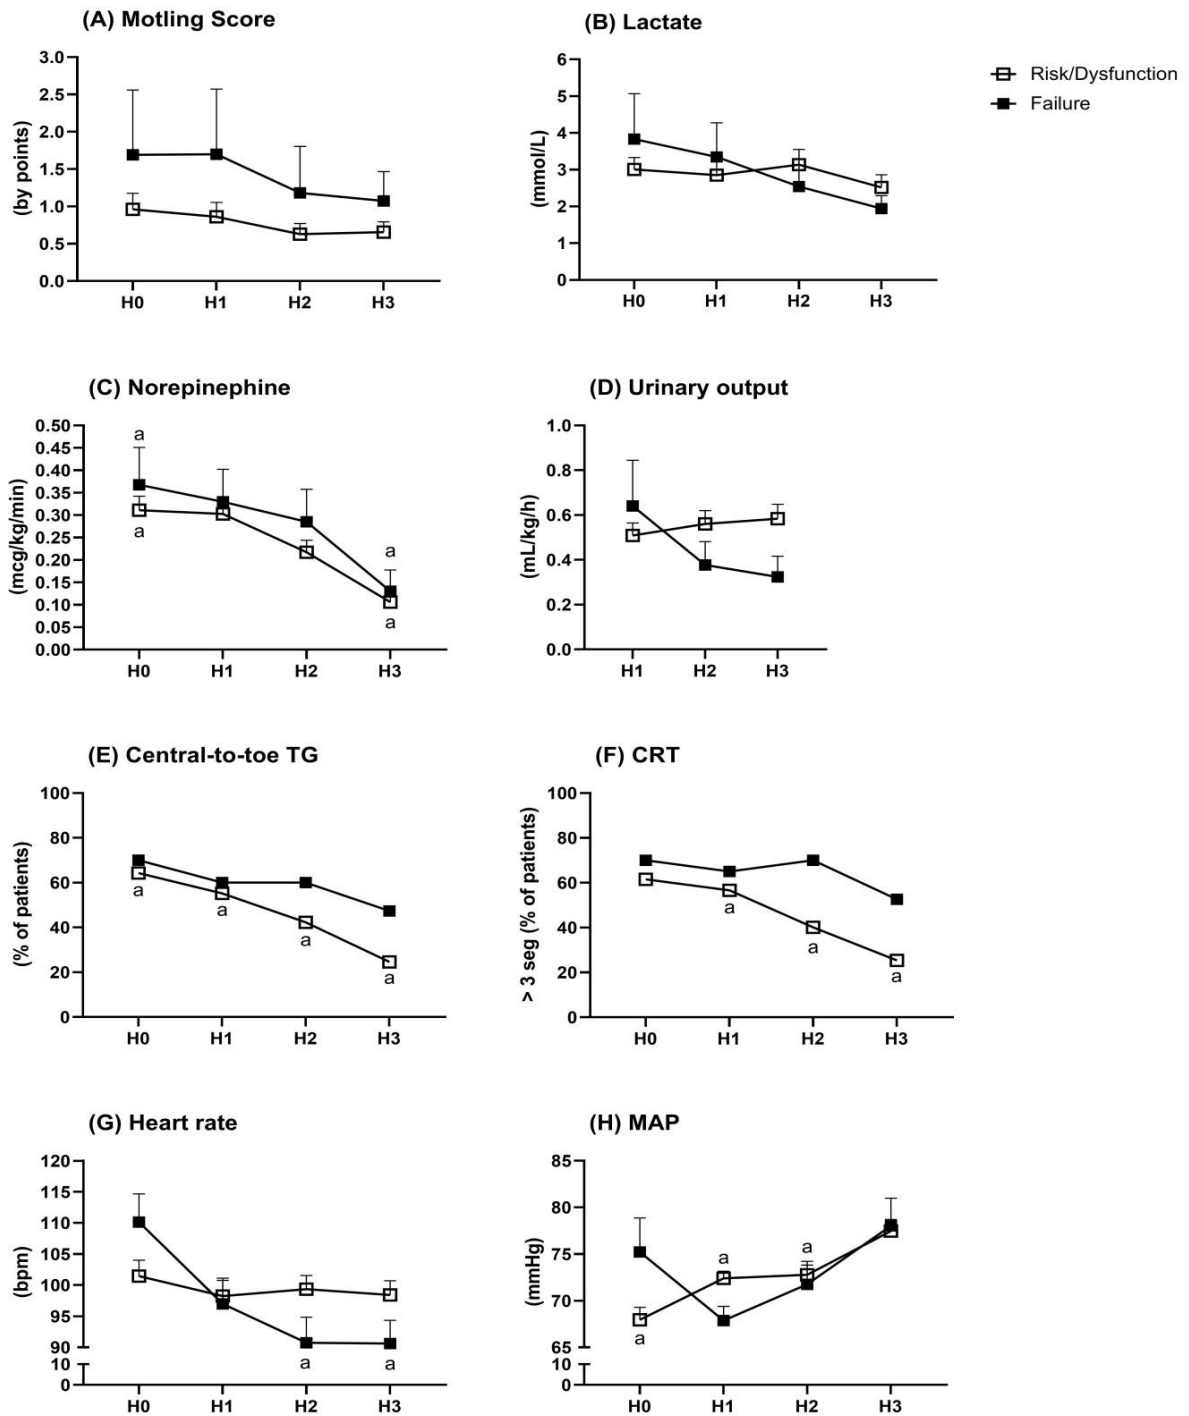 (A) Motling Score
(by points)
3.0
2.5
2.0
1.5
1.0
0.5
0.0
H0 H1 H2 H3
(B) Lactate
(mmol/L)
6
5
4
3
2
1
0
H0 H1 H2 H3
Risk/Dysfunction
Failure
(C) Norepinephine
(mcg/kg/min)
0.50
0.45
0.40
0.35
0.30
0.25
0.20
0.15
0.10
0.05
0.00
a
a
a
a
H0 H1 H2 H3
(D) Urinary output
(mL/kg/h)
1.0
0.8
0.6
0.4
0.2
0.0
H1 H2 H3
(E) Central-to-toe TG
(% of patients)
100
80
60
40
20
0
a
a
a
a
H0 H1 H2 H3
(F) CRT
> 3 seg (% of patients)
100
80
60
40
20
0
a
a
a
H0 H1 H2 H3
(G) Heart rate
(bpm)
120
115
110
105
100
95
90
10
0
a a
H0 H1 H2 H3
(H) MAP
(mmHg)
85
80
75
70
65
10
0
a
a
a
H0 H1 H2 H3